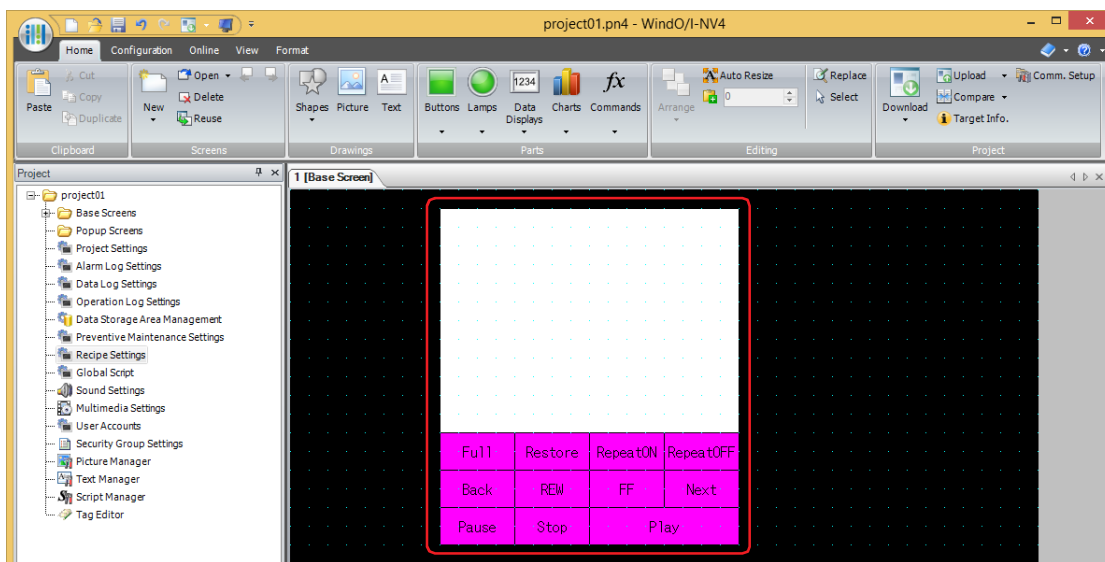 project01.pn4 - WindO/I-NV4
Home Configuration Online View Format
Cut
Copy
Duplicate
Paste
Clipboard
New
Open
Delete
Reuse
Screens
Shapes Picture Text
Drawings
Buttons Lamps Data Displays Charts Commands
1234
fx
Parts
Arrange
Auto Resize
0
Replace
Select
Editing
Download
Upload
Compare
Target Info.
Comm. Setup
Project
Project
project01
Base Screens
Popup Screens
Project Settings
Alarm Log Settings
Data Log Settings
Operation Log Settings
Data Storage Area Management
Preventive Maintenance Settings
Recipe Settings
Global Script
Sound Settings
Multimedia Settings
User Accounts
Security Group Settings
Picture Manager
Text Manager
Script Manager
Tag Editor
1 [Base Screen]
Full Restore RepeatON RepeatOFF
Back REW FF Next
Pause Stop Play